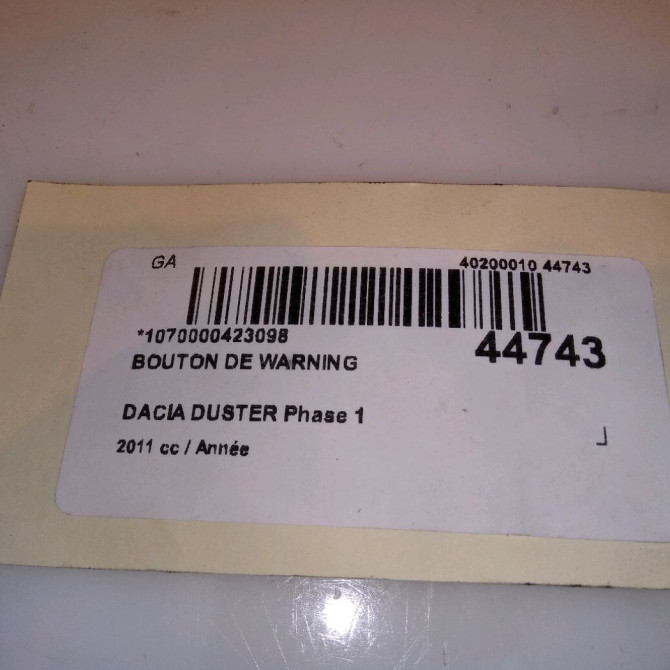 GA 40200010 44743
*1070000423098 44743
BOUTON DE WARNING
DACIA DUSTER Phase 1
2011 cc / Année